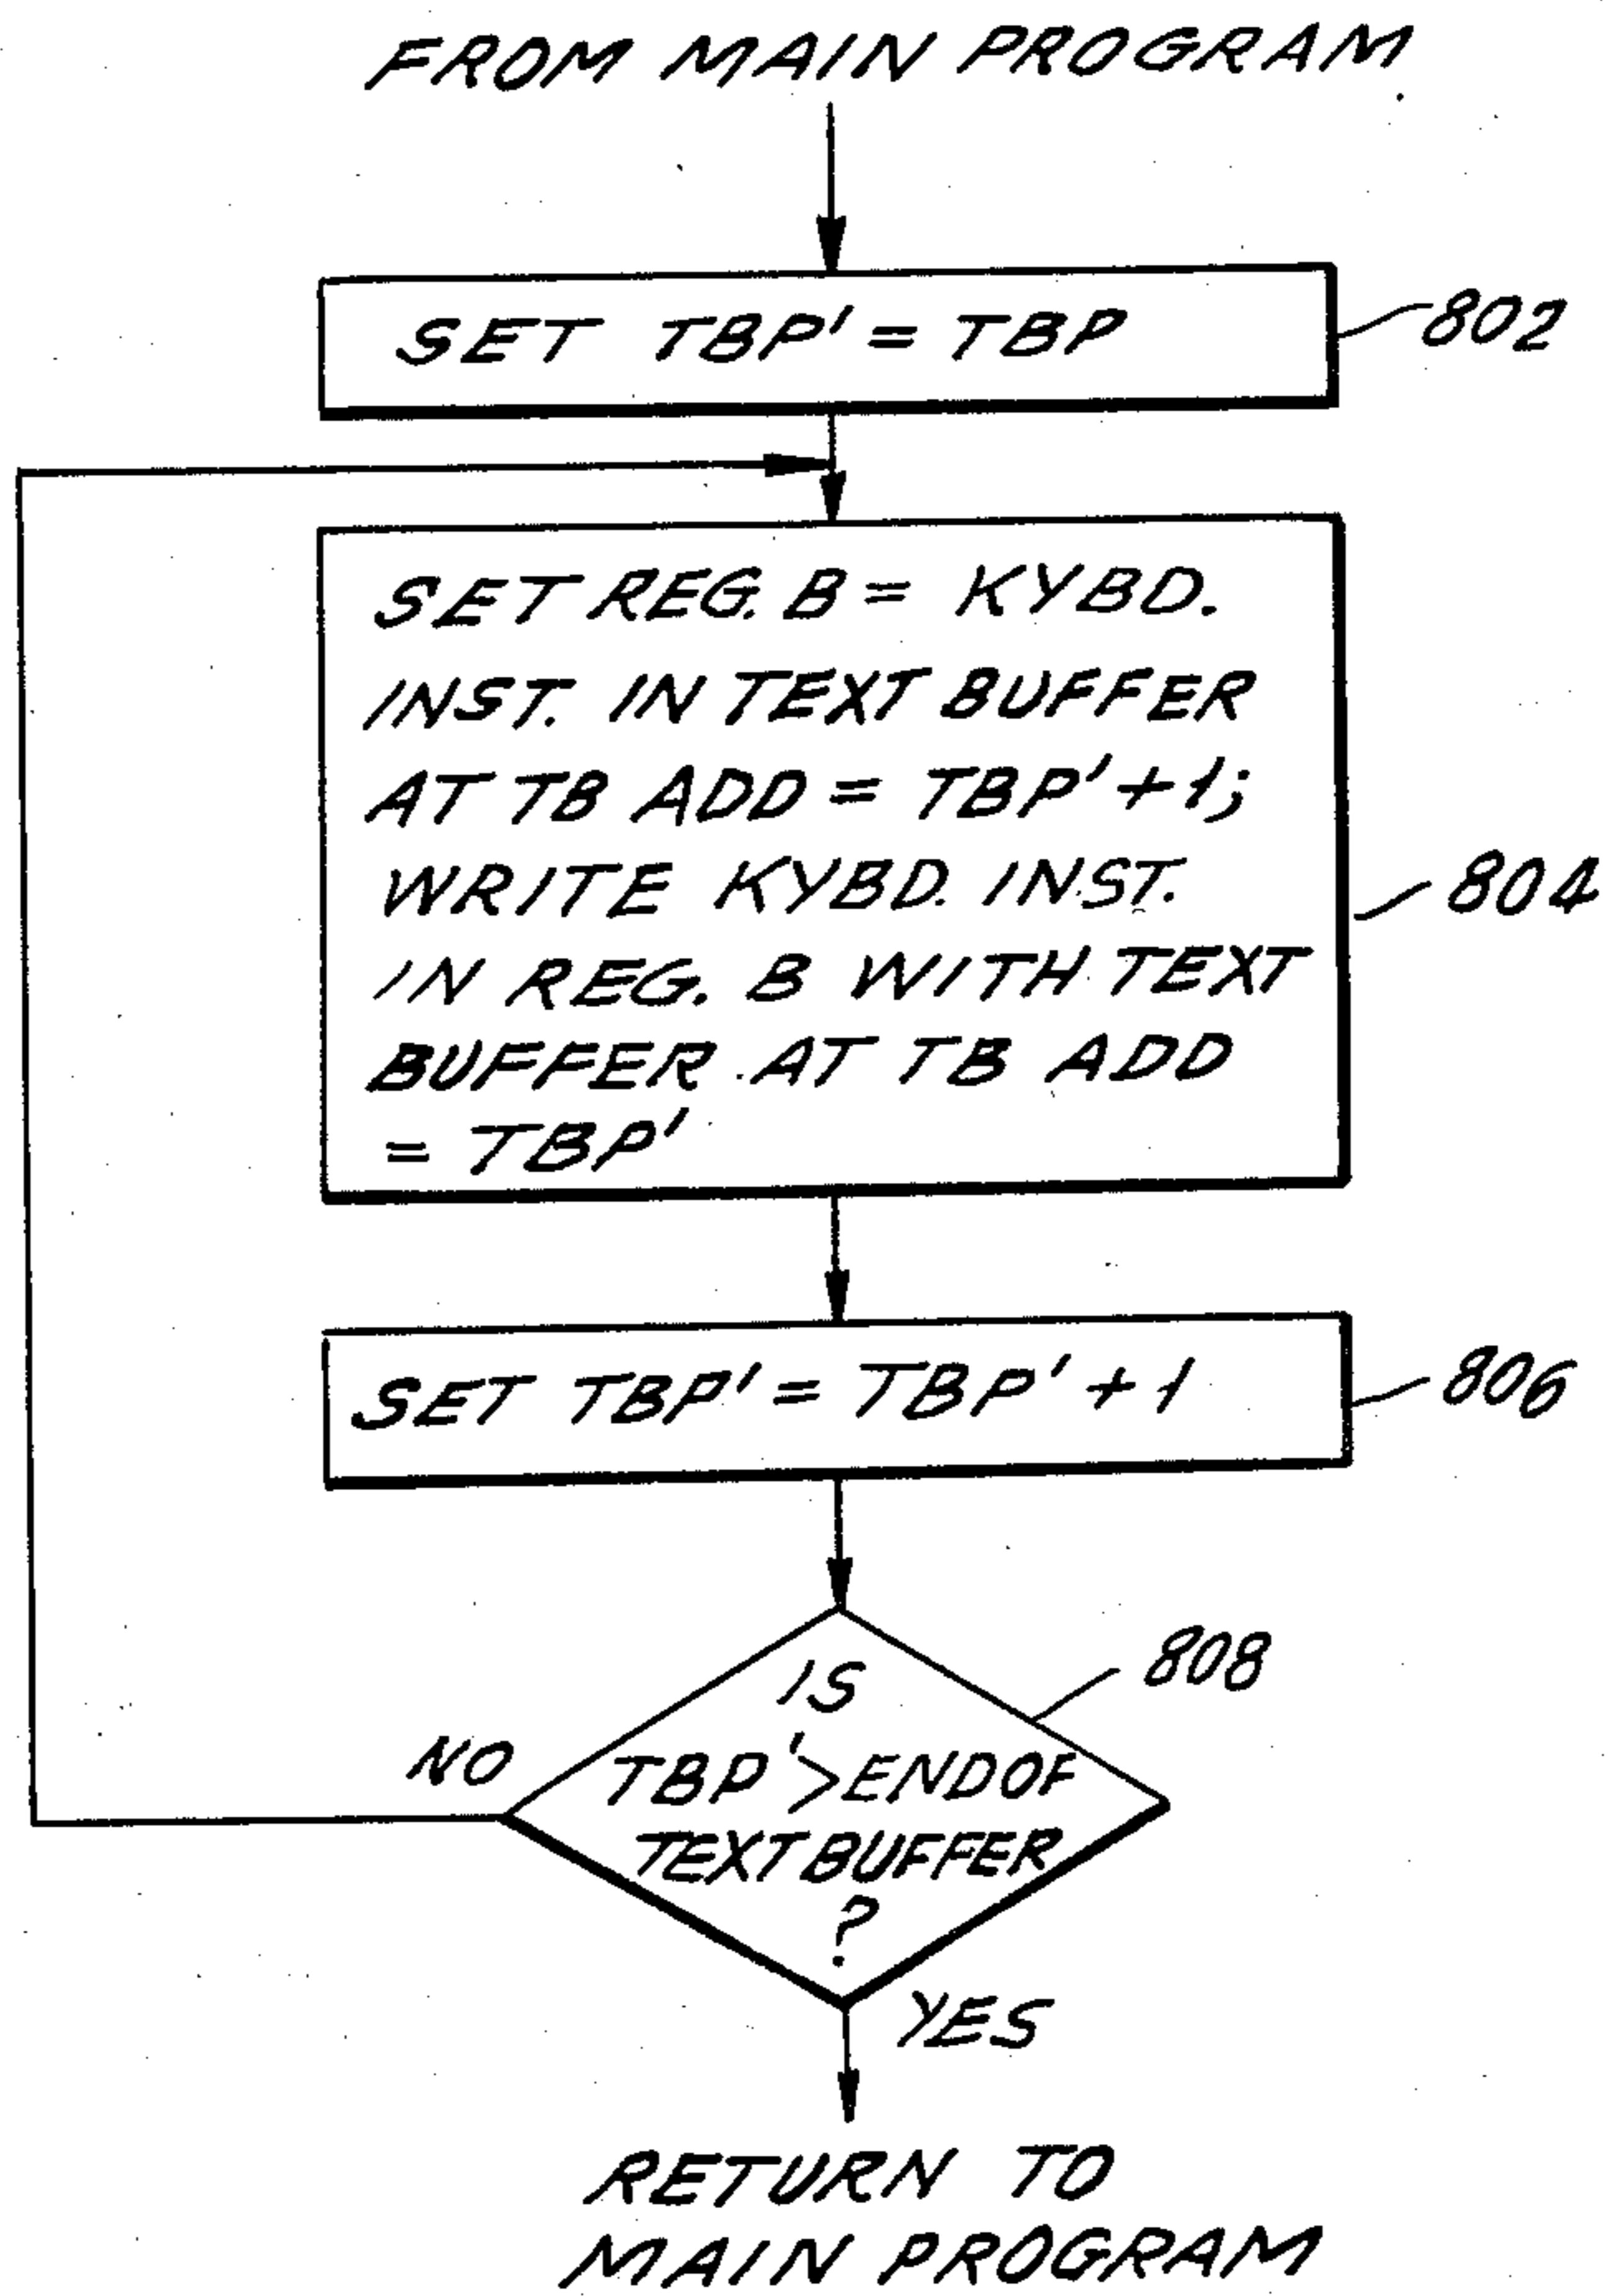 FROM MAIN PROGRAM
SET TBP' = TBP
802
SET REG. B = KYBD.
INST. IN TEXT BUFFER
AT TB ADD = TBP' + 1;
WRITE KYBD. INST.
IN REG. B WITH TEXT
BUFFER AT TB ADD
= TBP'
804
SET TBP' = TBP' + 1
806
IS
TBP' > END OF
TEXT BUFFER
?
808
NO
YES
RETURN TO
MAIN PROGRAM